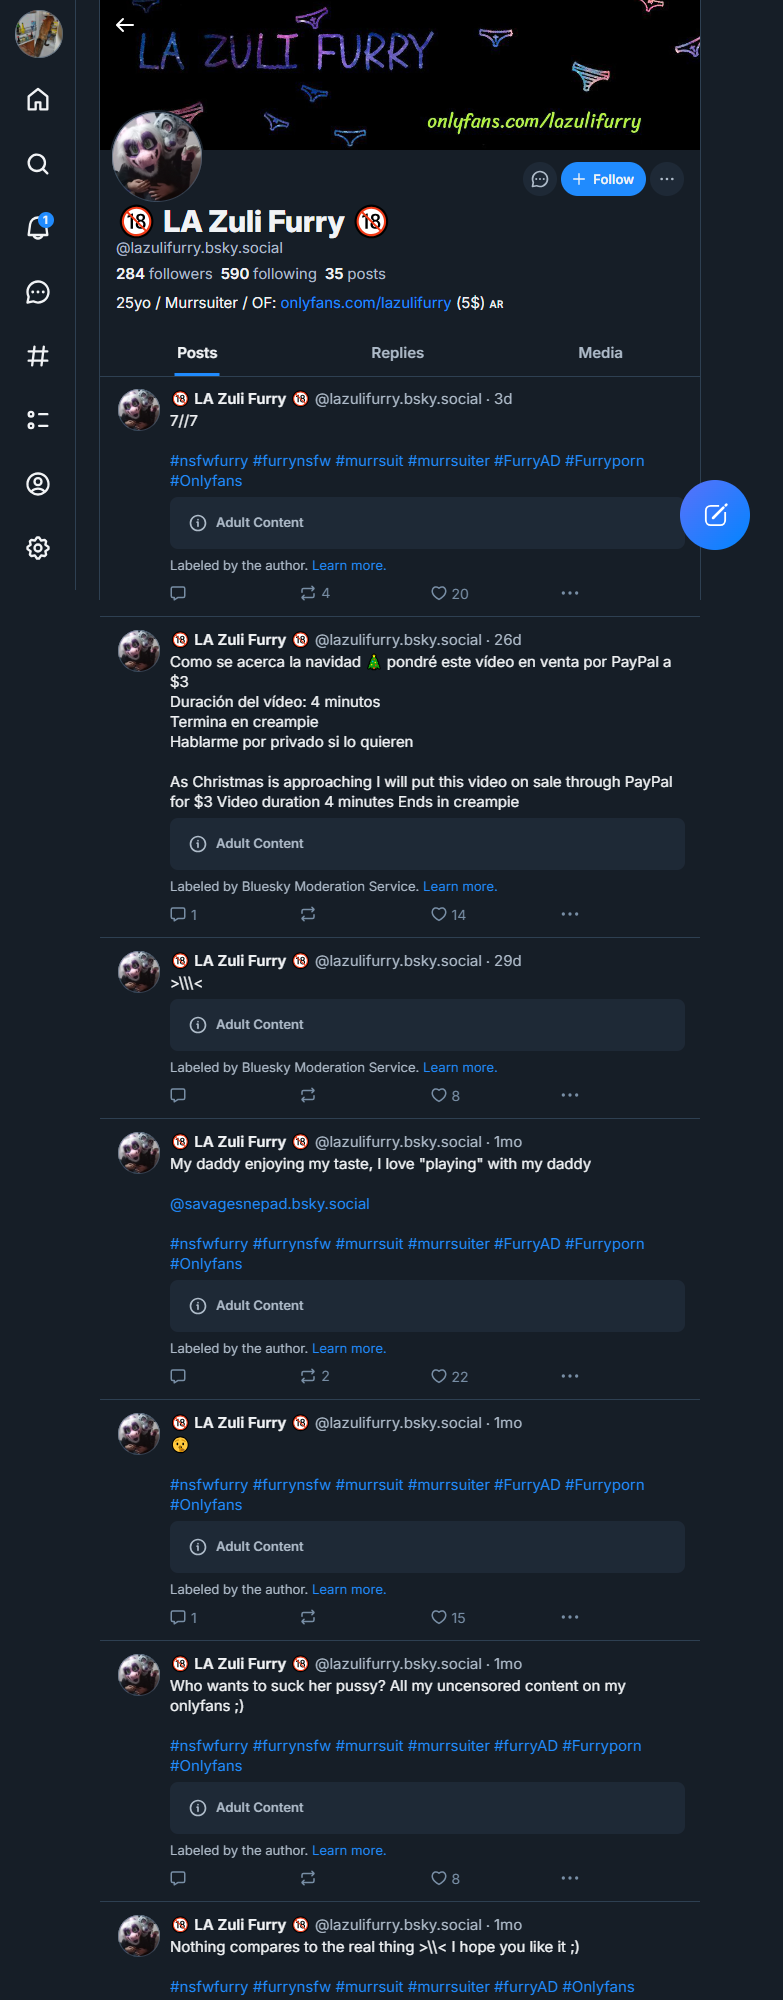 LA ZULI FURRY
onlyfans.com/lazulifurry
Follow
1
🔞 LA Zuli Furry 🔞
@lazulifurry.bsky.social
284 followers 590 following 35 posts
25yo / Murrsuiter / OF: onlyfans.com/lazulifurry (5$) AR
Posts Replies Media
🔞 LA Zuli Furry 🔞 @lazulifurry.bsky.social · 3d
7//7
#nsfwfurry #furrynsfw #murrsuit #murrsuiter #FurryAD #Furryporn
#Onlyfans
Adult Content
Labeled by the author. Learn more.
4 20
🔞 LA Zuli Furry 🔞 @lazulifurry.bsky.social · 26d
Como se acerca la navidad 🎄 pondré este vídeo en venta por PayPal a
$3
Duración del vídeo: 4 minutos
Termina en creampie
Hablarme por privado si lo quieren
As Christmas is approaching I will put this video on sale through PayPal
for $3 Video duration 4 minutes Ends in creampie
Adult Content
Labeled by Bluesky Moderation Service. Learn more.
1 14
🔞 LA Zuli Furry 🔞 @lazulifurry.bsky.social · 29d
>\\\<
Adult Content
Labeled by Bluesky Moderation Service. Learn more.
8
🔞 LA Zuli Furry 🔞 @lazulifurry.bsky.social · 1mo
My daddy enjoying my taste, I love "playing" with my daddy
@savagesnepad.bsky.social
#nsfwfurry #furrynsfw #murrsuit #murrsuiter #FurryAD #Furryporn
#Onlyfans
Adult Content
Labeled by the author. Learn more.
2 22
🔞 LA Zuli Furry 🔞 @lazulifurry.bsky.social · 1mo
🫢
#nsfwfurry #furrynsfw #murrsuit #murrsuiter #FurryAD #Furryporn
#Onlyfans
Adult Content
Labeled by the author. Learn more.
1 15
🔞 LA Zuli Furry 🔞 @lazulifurry.bsky.social · 1mo
Who wants to suck her pussy? All my uncensored content on my
onlyfans ;)
#nsfwfurry #furrynsfw #murrsuit #murrsuiter #furryAD #Furryporn
#Onlyfans
Adult Content
Labeled by the author. Learn more.
8
🔞 LA Zuli Furry 🔞 @lazulifurry.bsky.social · 1mo
Nothing compares to the real thing >\\< I hope you like it ;)
#nsfwfurry #furrynsfw #murrsuit #murrsuiter #furryAD #Onlyfans